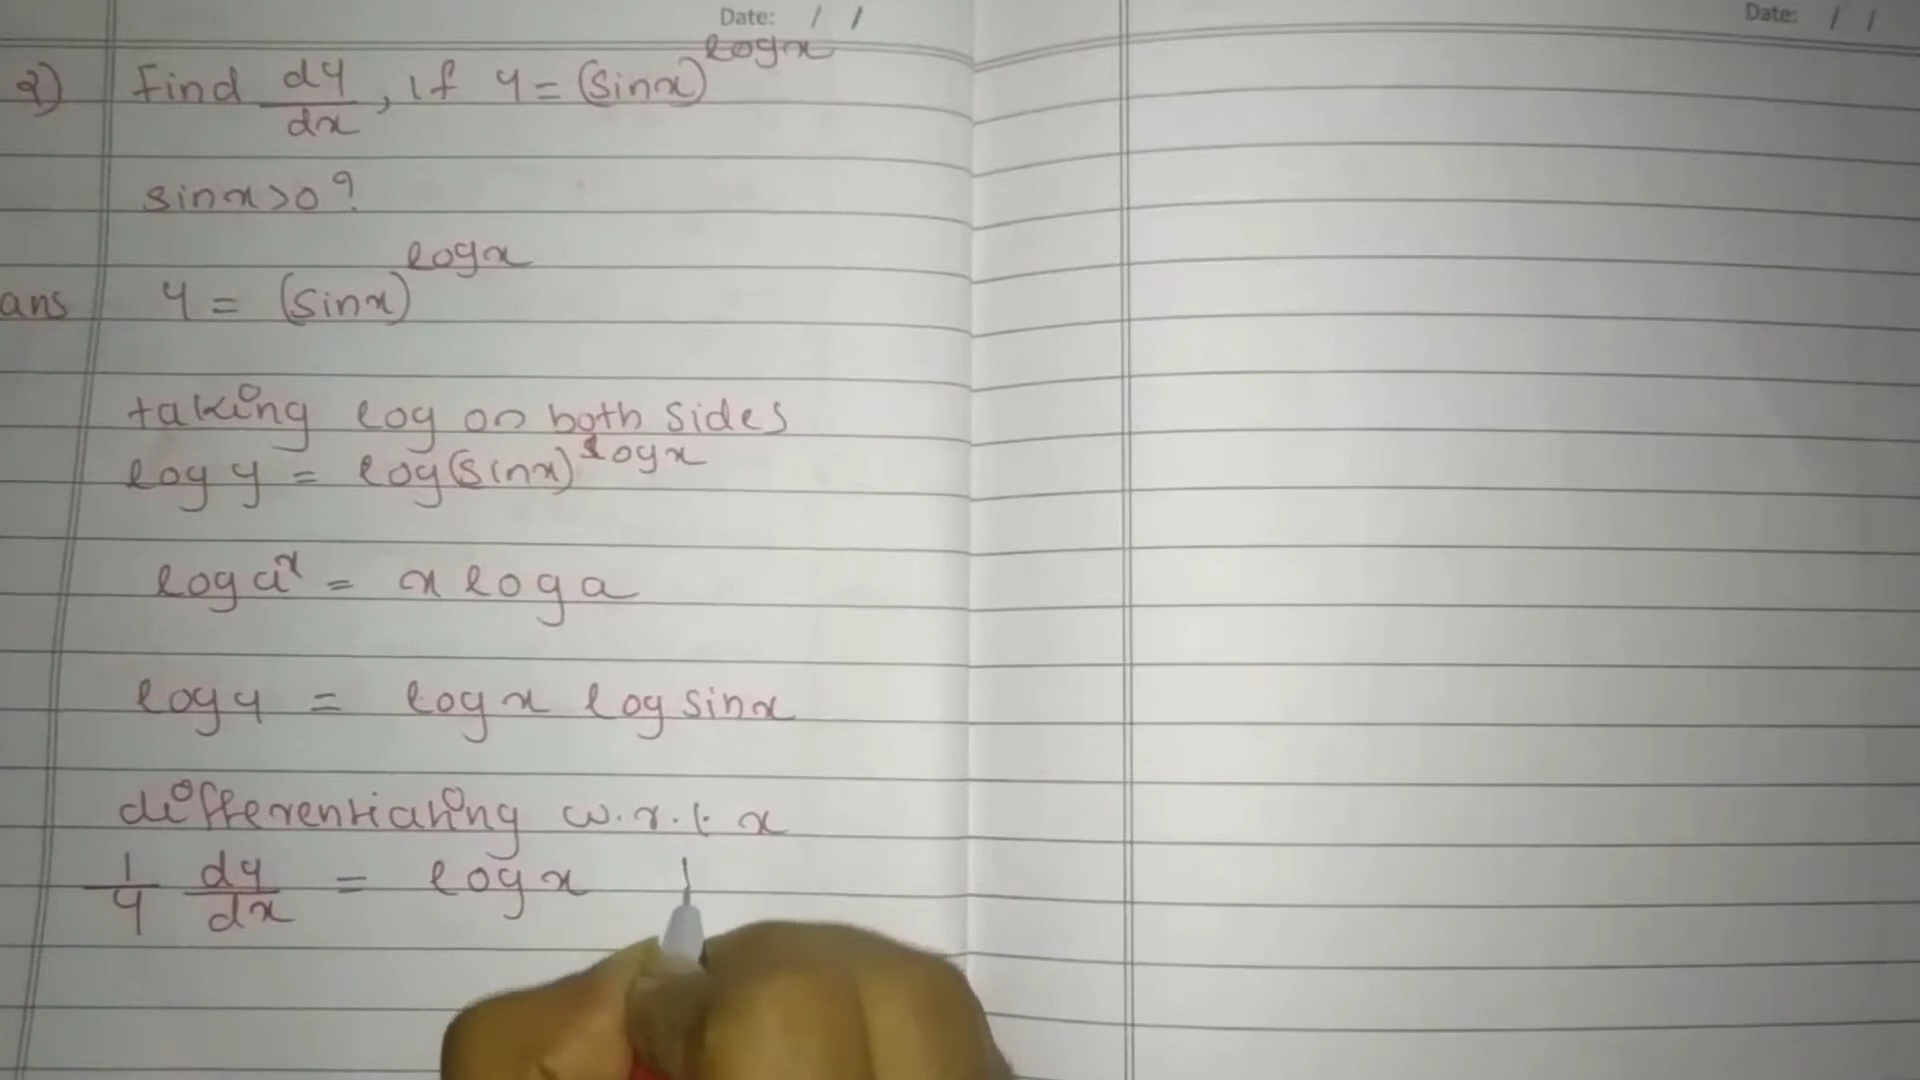 Date: / /
Date: / /
2) Find dy/dx, if y = (sinx)^logx
sinx>0?
ans y = (sinx)^logx
taking log on both sides
log y = log(sinx)^logx
log a^x = x log a
log y = log x log sinx
differentiating w.r.t x
1/y dy/dx = log x 1